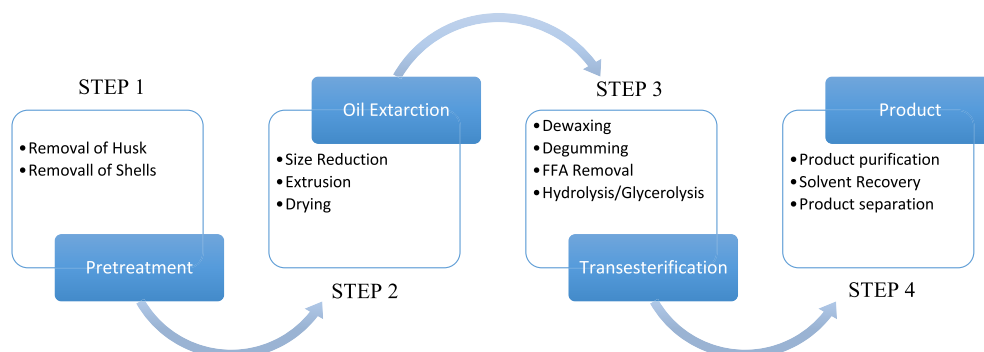 STEP 1
• Removal of Husk
• Removall of Shells
Pretreatment
Oil Extarction
• Size Reduction
• Extrusion
• Drying
STEP 2
STEP 3
• Dewaxing
• Degumming
• FFA Removal
• Hydrolysis/Glycerolysis
Transesterification
Product
• Product purification
• Solvent Recovery
• Product separation
STEP 4